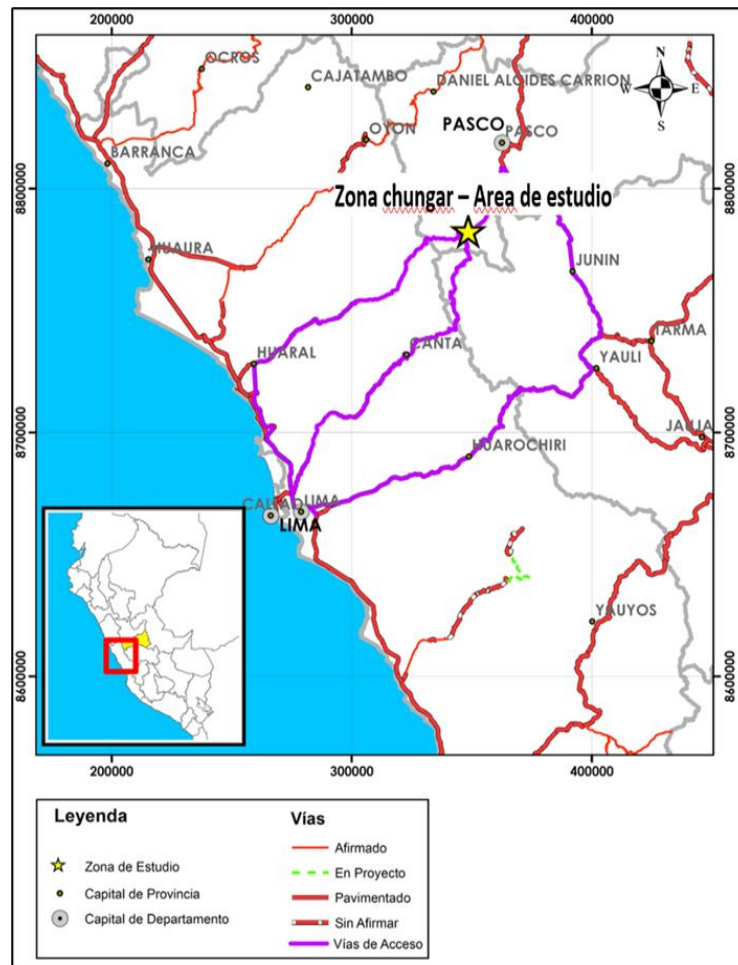 200000 300000 400000
OCROS
CAJATAMBO
DANIEL ALCIDES CARRION
N
W E
S
OYON
PASCO
PASCO
BARRANCA
8800000
8800000
Zona chungar – Area de estudio
HUAURA
JUNIN
TARMA
CANTA
HUARAL
YAULI
JAUJA
8700000
8700000
HUAROCHIRI
CALLAO
LIMA
LIMA
YAUYOS
8600000
8600000
200000 300000 400000
Leyenda
Zona de Estudio
Capital de Provincia
Capital de Departamento
Vías
Afirmado
En Proyecto
Pavimentado
Sin Afirmar
Vías de Acceso